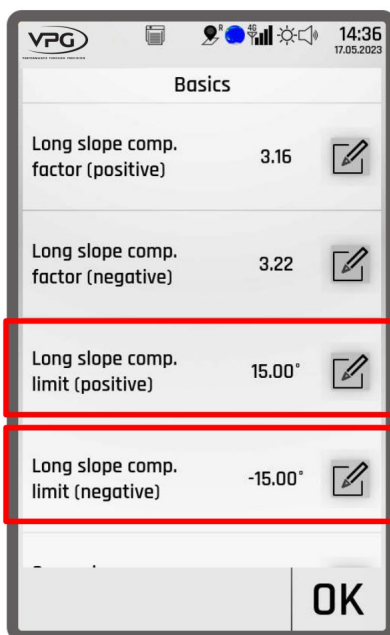 VPG
R
4G
14:36
17.05.2023
Basics
Long slope comp.
factor (positive)
3.16
Long slope comp.
factor (negative)
3.22
Long slope comp.
limit (positive)
15.00°
Long slope comp.
limit (negative)
-15.00°
OK